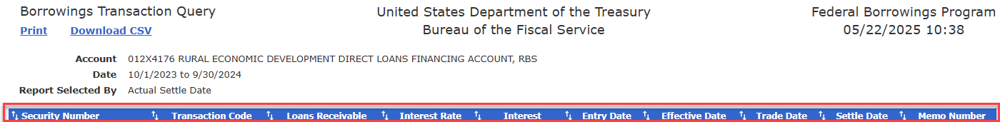 Borrowings Transaction Query
United States Department of the Treasury
Federal Borrowings Program
Print Download CSV
Bureau of the Fiscal Service
05/22/2025 10:38
Account 012X4176 RURAL ECONOMIC DEVELOPMENT DIRECT LOANS FINANCING ACCOUNT, RBS
Date 10/1/2023 to 9/30/2024
Report Selected By Actual Settle Date
↑↓ Security Number ↑↓ Transaction Code ↑↓ Loans Receivable ↑↓ Interest Rate ↑↓ Interest ↑↓ Entry Date ↑↓ Effective Date ↑↓ Trade Date ↑↓ Settle Date ↑↓ Memo Number